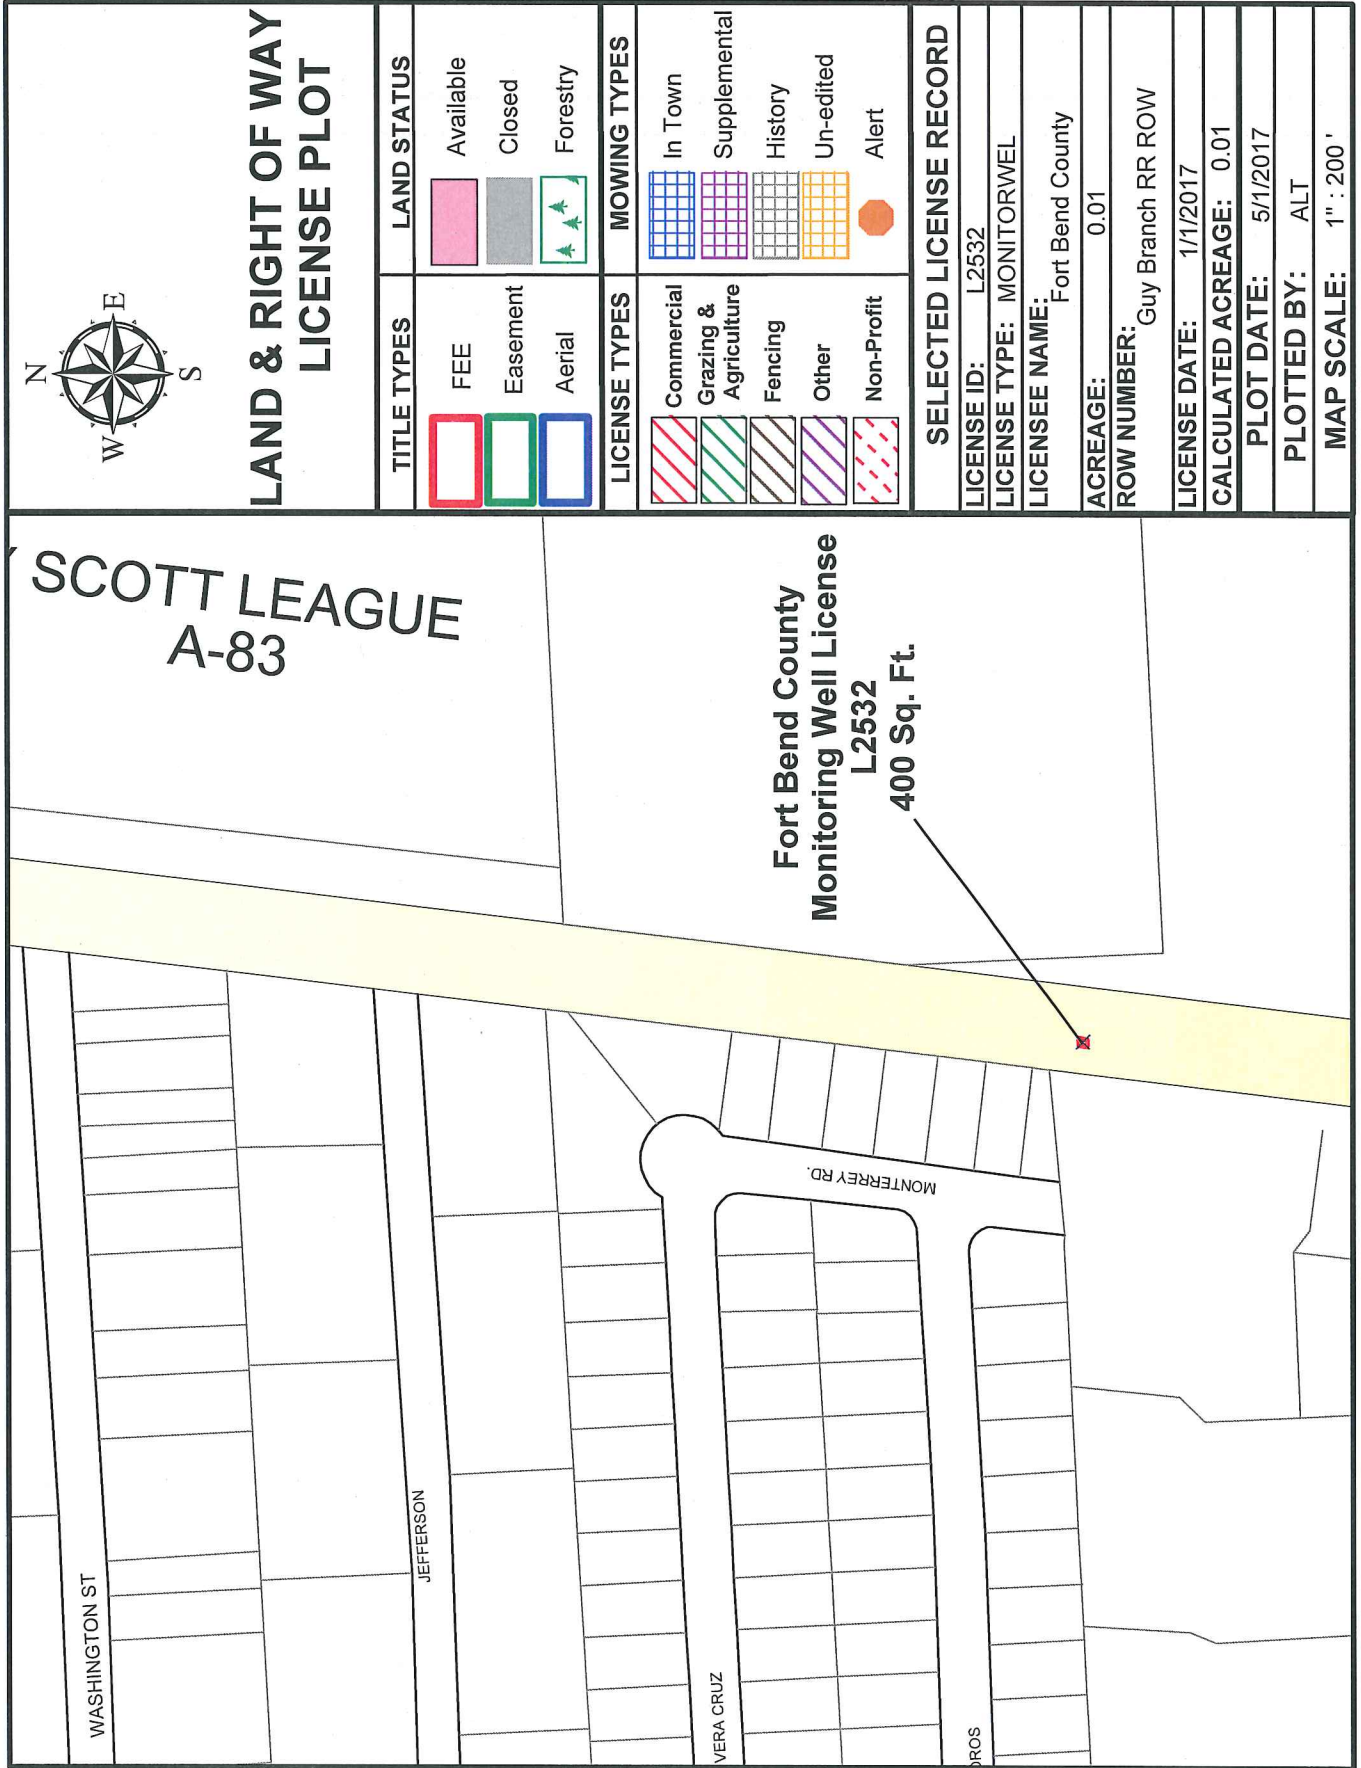 N
W
E
S
LAND & RIGHT OF WAY
LICENSE PLOT
TITLE TYPES
FEE
Easement
Aerial
LAND STATUS
Available
Closed
Forestry
LICENSE TYPES
Commercial
Grazing &
Agriculture
Fencing
Other
Non-Profit
MOWING TYPES
In Town
Supplemental
History
Un-edited
Alert
SELECTED LICENSE RECORD
LICENSE ID: L2532
LICENSE TYPE: MONITORWEL
LICENSEE NAME:
Fort Bend County
ACREAGE: 0.01
ROW NUMBER:
Guy Branch RR ROW
LICENSE DATE: 1/1/2017
CALCULATED ACREAGE: 0.01
PLOT DATE: 5/1/2017
PLOTTED BY: ALT
MAP SCALE: 1" : 200 '
SCOTT LEAGUE
A-83
Fort Bend County
Monitoring Well License
L2532
400 Sq. Ft.
WASHINGTON ST
JEFFERSON
MONTERREY RD.
VERA CRUZ
OROS